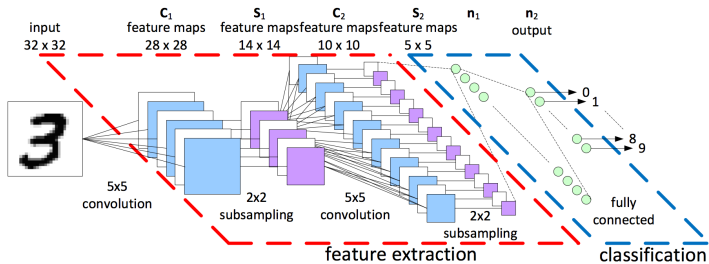 input
32 x 32
C1
feature maps
28 x 28
S1
feature maps
14 x 14
C2
feature maps
10 x 10
S2
feature maps
5 x 5
n1
n2
output
0
1
8
9
5x5
convolution
2x2
subsampling
5x5
convolution
2x2
subsampling
fully
connected
feature extraction
classification